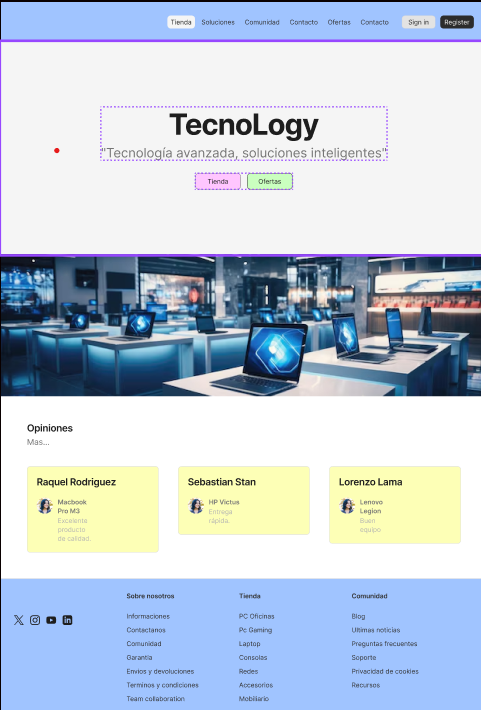 Tienda Soluciones Comunidad Contacto Ofertas Contacto Sign in Register
TecnoLogy
"Tecnología avanzada, soluciones inteligentes"
Tienda Ofertas
Opiniones
Mas...
Raquel Rodriguez
Macbook
Pro M3
Excelente
producto
de calidad.
Sebastian Stan
HP Victus
Entrega
rápida.
Lorenzo Lama
Lenovo
Legion
Buen
equipo
Sobre nosotros
Informaciones
Contactanos
Comunidad
Garantia
Envios y devoluciones
Terminos y condiciones
Team collaboration
Tienda
PC Oficinas
Pc Gaming
Laptop
Consolas
Redes
Accesorios
Mobiliario
Comunidad
Blog
Ultimas noticias
Preguntas frecuentes
Soporte
Privacidad de cookies
Recursos